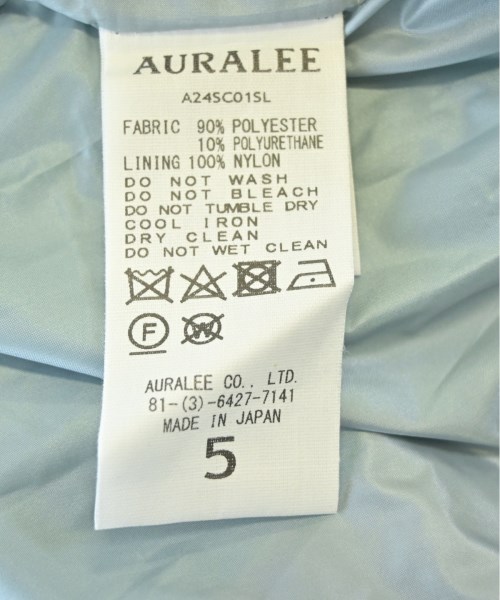 AURALEE
A24SC01SL
FABRIC 90% POLYESTER
10% POLYURETHANE
LINING 100% NYLON
DO NOT WASH
DO NOT BLEACH
DO NOT TUMBLE DRY
COOL IRON
DRY CLEAN
DO NOT WET CLEAN
F W
AURALEE CO., LTD.
81-(3)-6427-7141
MADE IN JAPAN
5